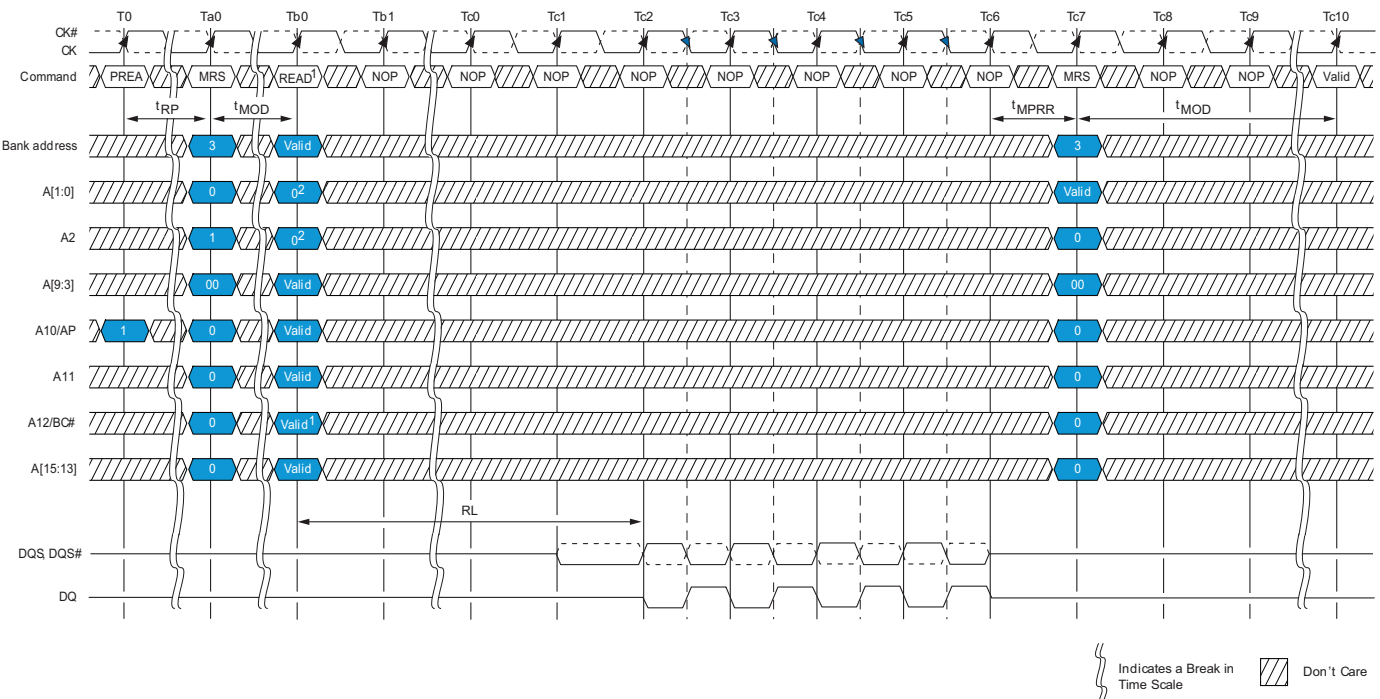 T0 Ta0 Tb0 Tb1 Tc0 Tc1 Tc2 Tc3 Tc4 Tc5 Tc6 Tc7 Tc8 Tc9 Tc10
CK#
CK
Command PREA MRS READ1 NOP NOP NOP NOP NOP NOP NOP NOP MRS NOP NOP Valid
tRP tMOD tMPRR tMOD
Bank address 3 Valid 3
A[1:0] 0 02 Valid
A2 1 02 0
A[9:3] 00 Valid 00
A10/AP 1 0 Valid 0
A11 0 Valid 0
A12/BC# 0 Valid1 0
A[15:13] 0 Valid 0
RL
DQS, DQS#
DQ
Indicates a Break in
Time Scale
Don't Care